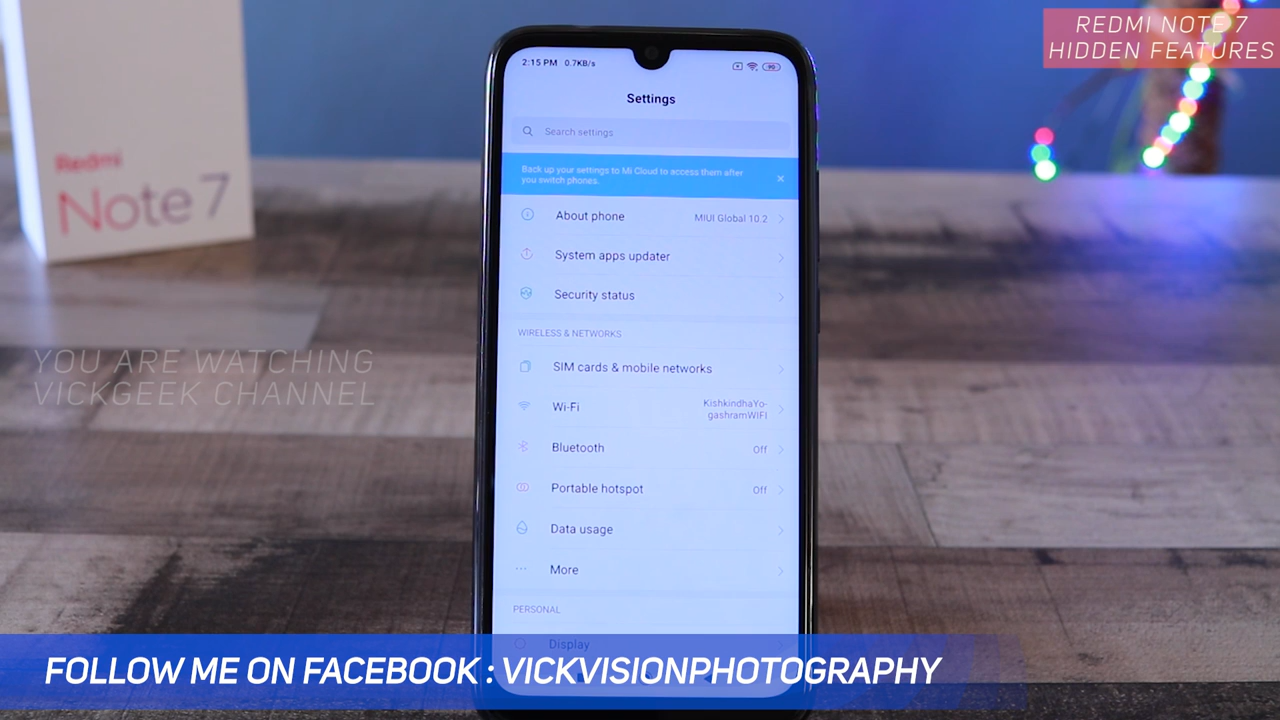 REDMI NOTE 7
HIDDEN FEATURES
Redmi
Note 7
2:15 PM 0.7KB/s
90
Settings
Search settings
Back up your settings to Mi Cloud to access them after
you switch phones.
About phone MIUI Global 10.2
System apps updater
Security status
WIRELESS & NETWORKS
SIM cards & mobile networks
Wi-Fi KishkindhaYo-
gashramWIFI
Bluetooth Off
Portable hotspot Off
Data usage
More
PERSONAL
Display
YOU ARE WATCHING
VICKGEEK CHANNEL
FOLLOW ME ON FACEBOOK : VICKVISIONPHOTOGRAPHY